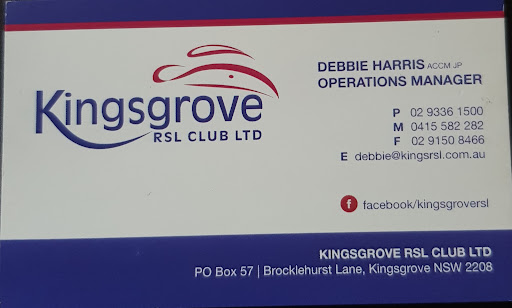 Kingsgrove
RSL CLUB LTD
DEBBIE HARRIS ACCM JP
OPERATIONS MANAGER
P 02 9336 1500
M 0415 582 282
F 02 9150 8466
E debbie@kingsrsl.com.au
f facebook/kingsgroversl
KINGSGROVE RSL CLUB LTD
PO Box 57 | Brocklehurst Lane, Kingsgrove NSW 2208